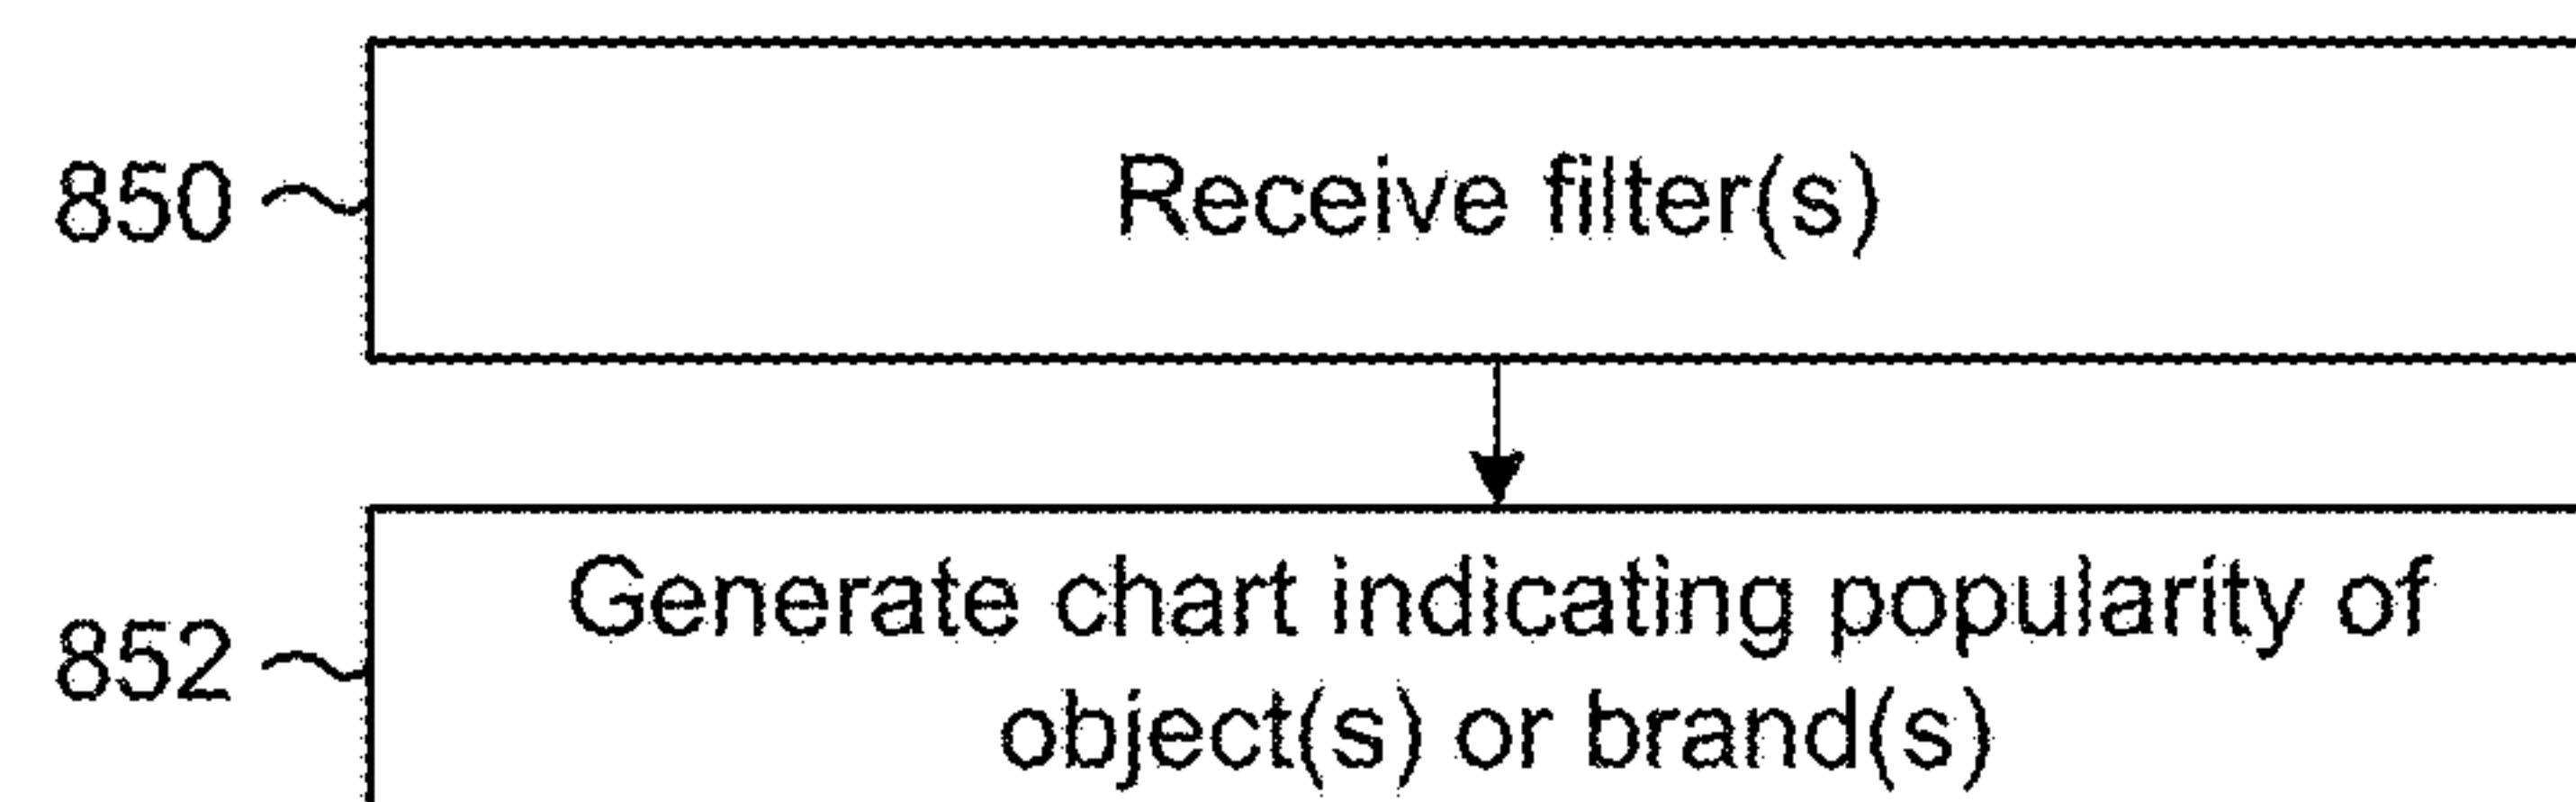 850
Receive filter(s)
852
Generate chart indicating popularity of
object(s) or brand(s)